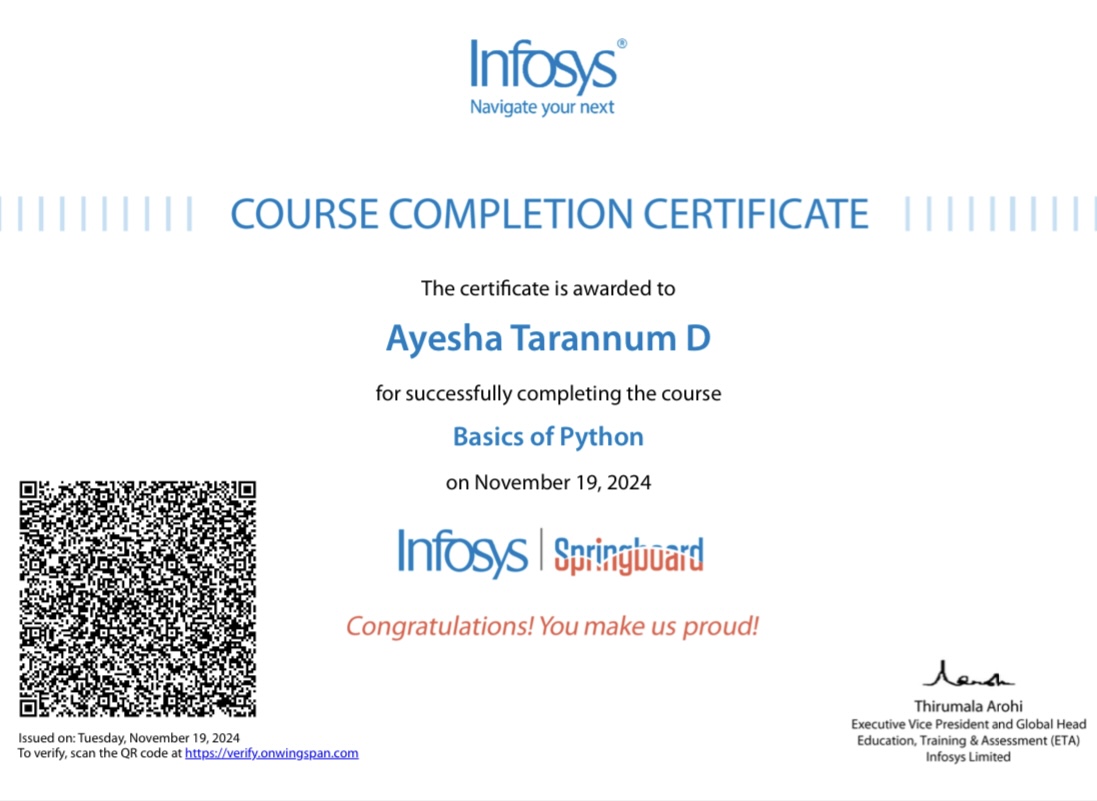 Infosys®
Navigate your next
COURSE COMPLETION CERTIFICATE
The certificate is awarded to
Ayesha Tarannum D
for successfully completing the course
Basics of Python
on November 19, 2024
Infosys | Springboard
Congratulations! You make us proud!
Thirumala Arohi
Executive Vice President and Global Head
Education, Training & Assessment (ETA)
Infosys Limited
Issued on: Tuesday, November 19, 2024
To verify, scan the QR code at https://verify.onwingspan.com